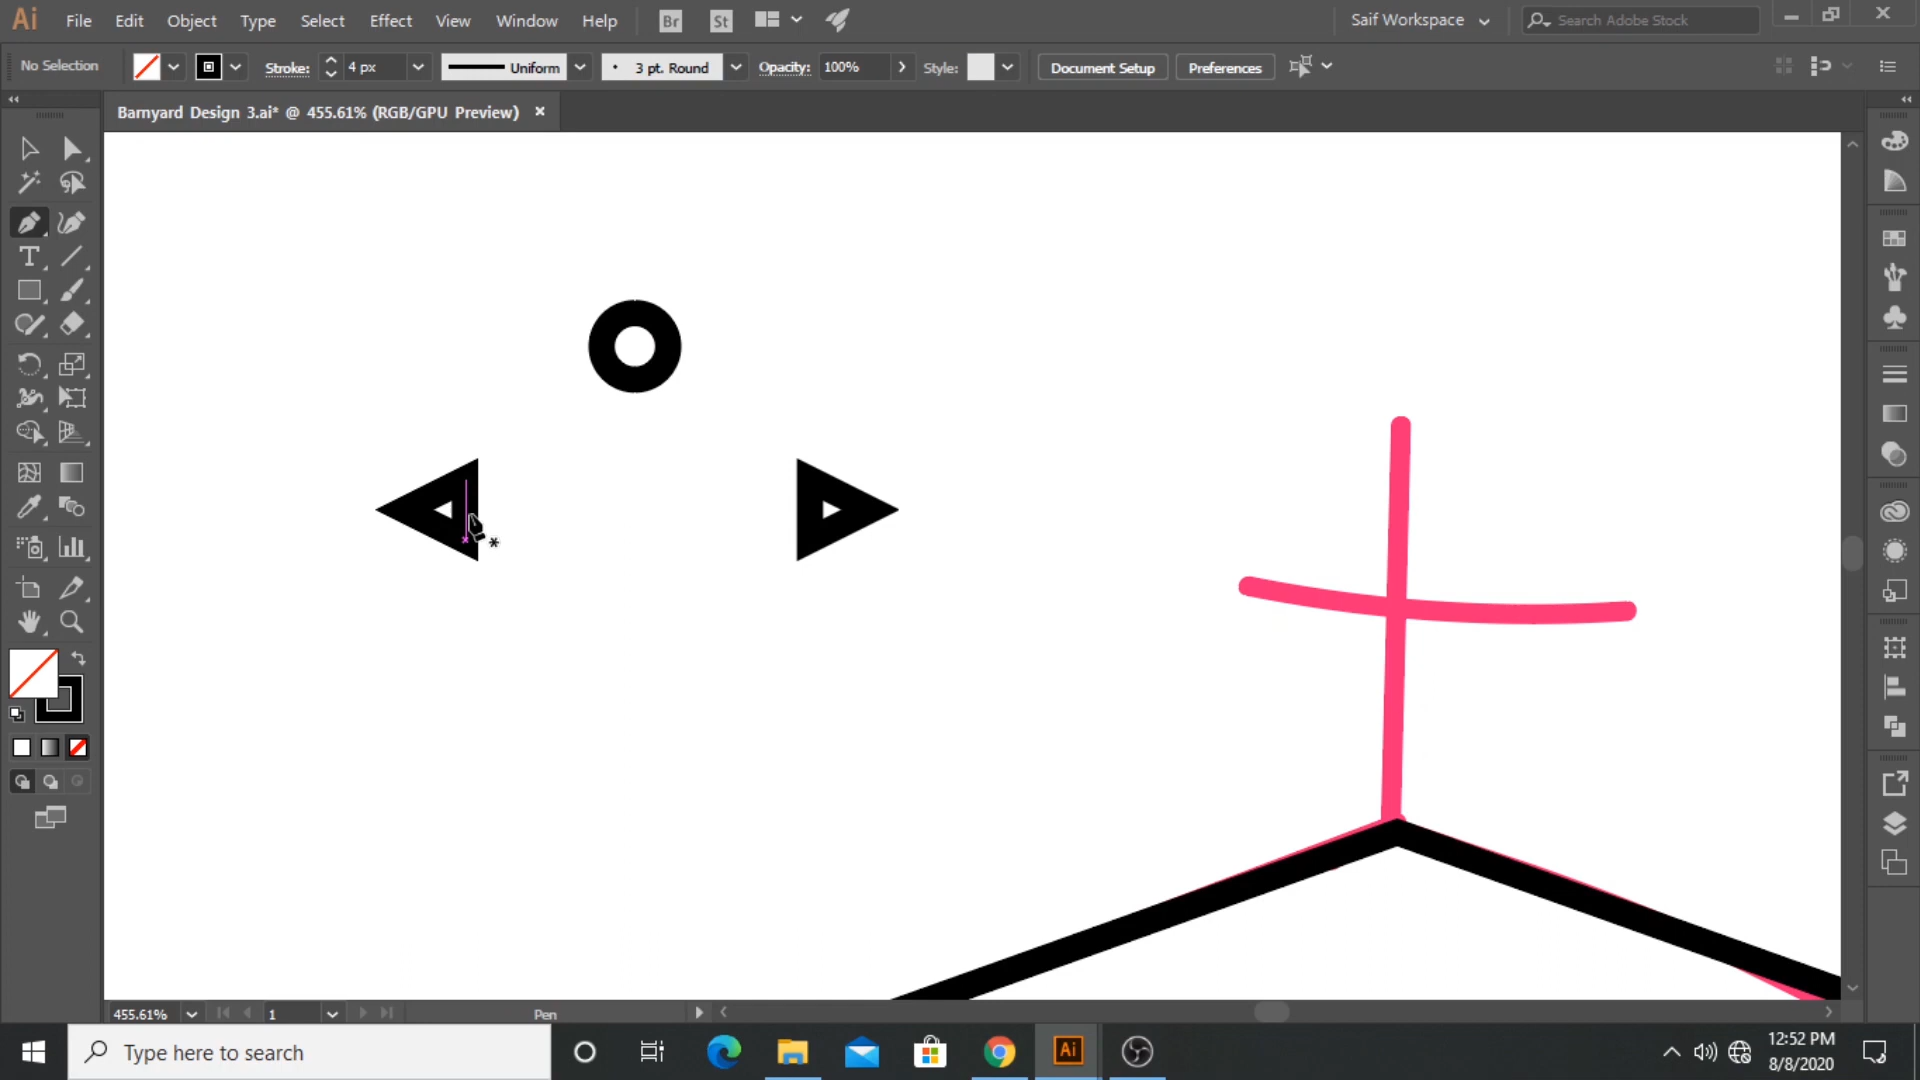 Ai File Edit Object Type Select Effect View Window Help Br St Saif Workspace Search Adobe Stock
No Selection Stroke: 4 px Uniform 3 pt. Round Opacity: 100% Style: Document Setup Preferences
Barnyard Design 3.ai* @ 455.61% (RGB/GPU Preview)
T
455.61% 1 Pen
Type here to search Ai 12:52 PM
8/8/2020